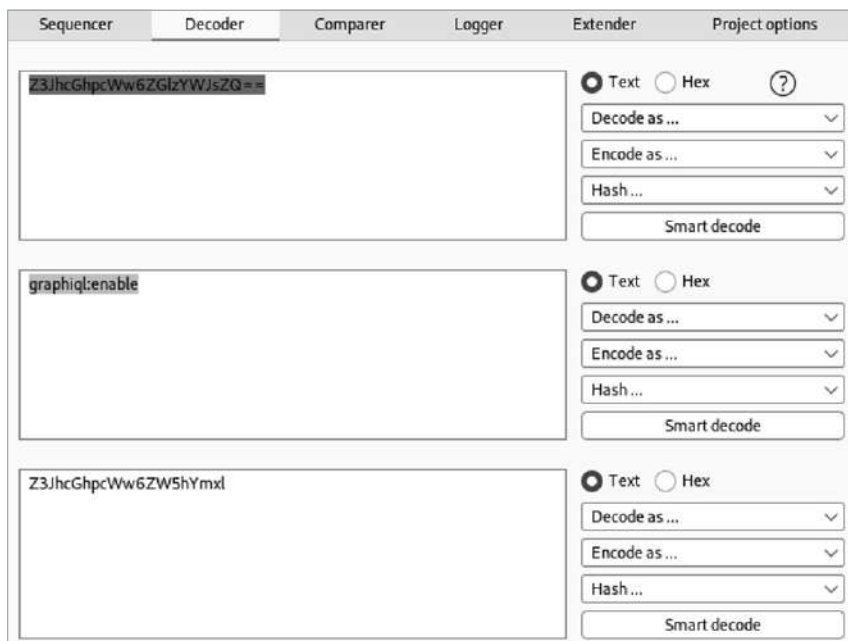 Sequencer Decoder Comparer Logger Extender Project options
Z3JhcGhpcWw6ZGlzYWJsZQ==
Text Hex ?
Decode as ...
Encode as ...
Hash ...
Smart decode
graphiql:enable
Text Hex
Decode as ...
Encode as ...
Hash ...
Smart decode
Z3JhcGhpcWw6ZW5hYmxl
Text Hex
Decode as ...
Encode as ...
Hash ...
Smart decode